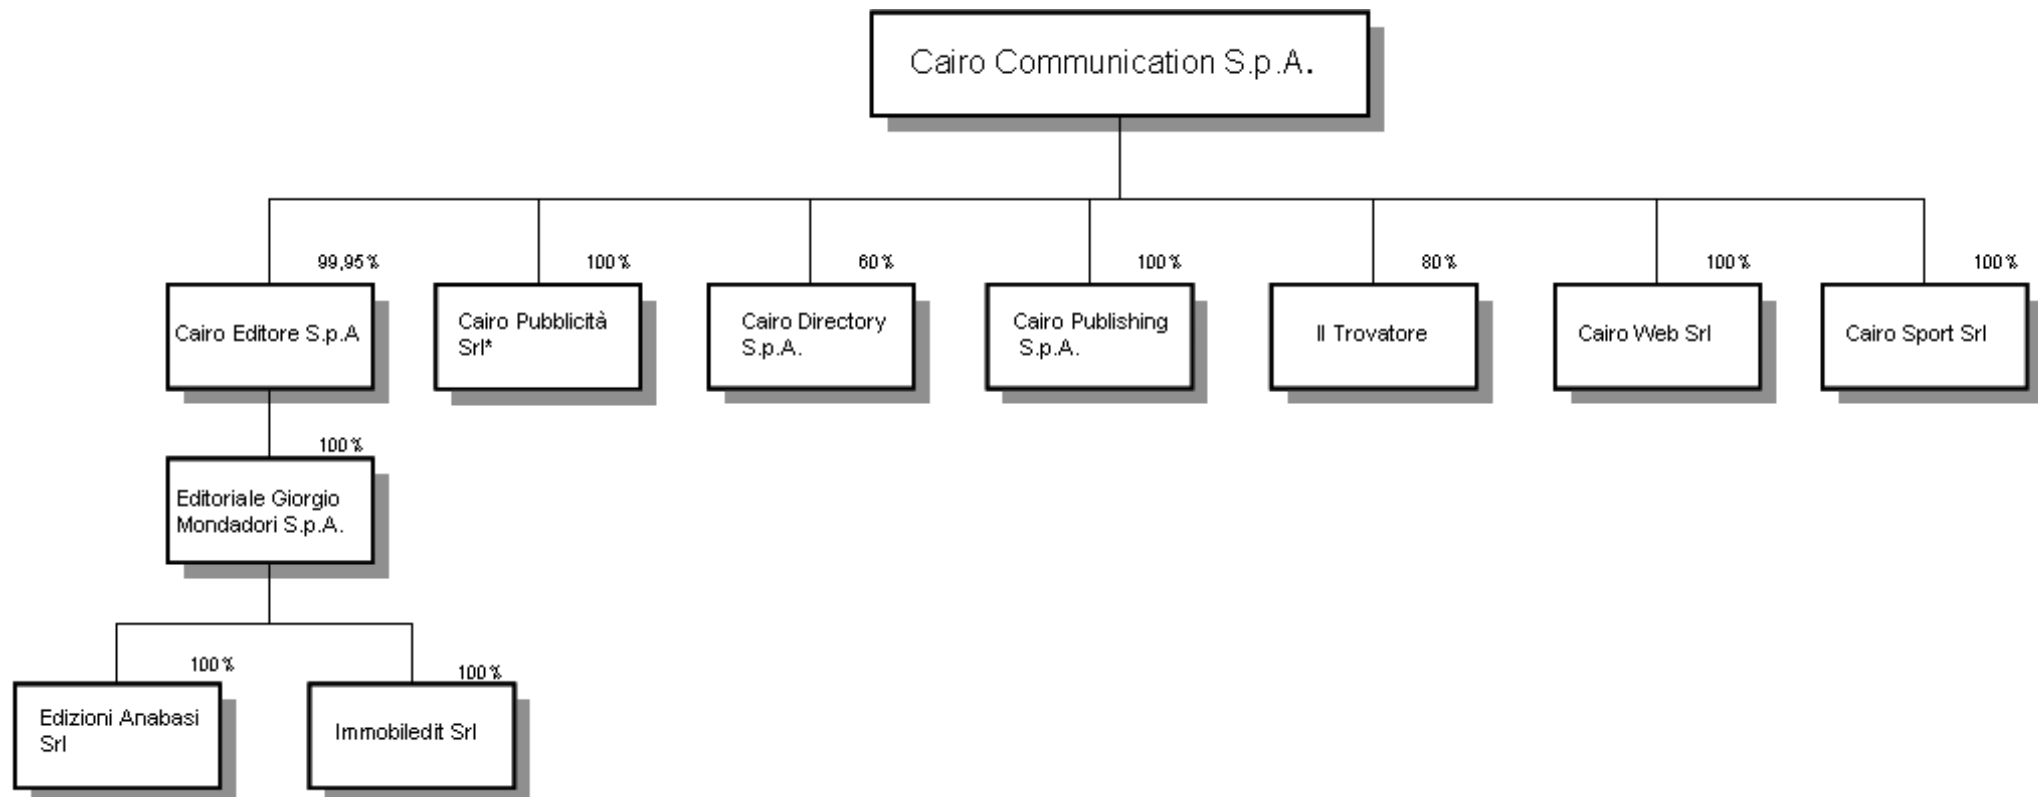 Cairo Communication S.p.A.
99,95%
100%
60%
100%
80%
100%
100%
Cairo Editore S.p.A
Cairo Pubblicità
Srl*
Cairo Directory
S.p.A.
Cairo Publishing
S.p.A.
Il Trovatore
Cairo Web Srl
Cairo Sport Srl
100%
Editoriale Giorgio
Mondadori S.p.A.
100%
100%
Edizioni Anabasi
Srl
Immobiledit Srl